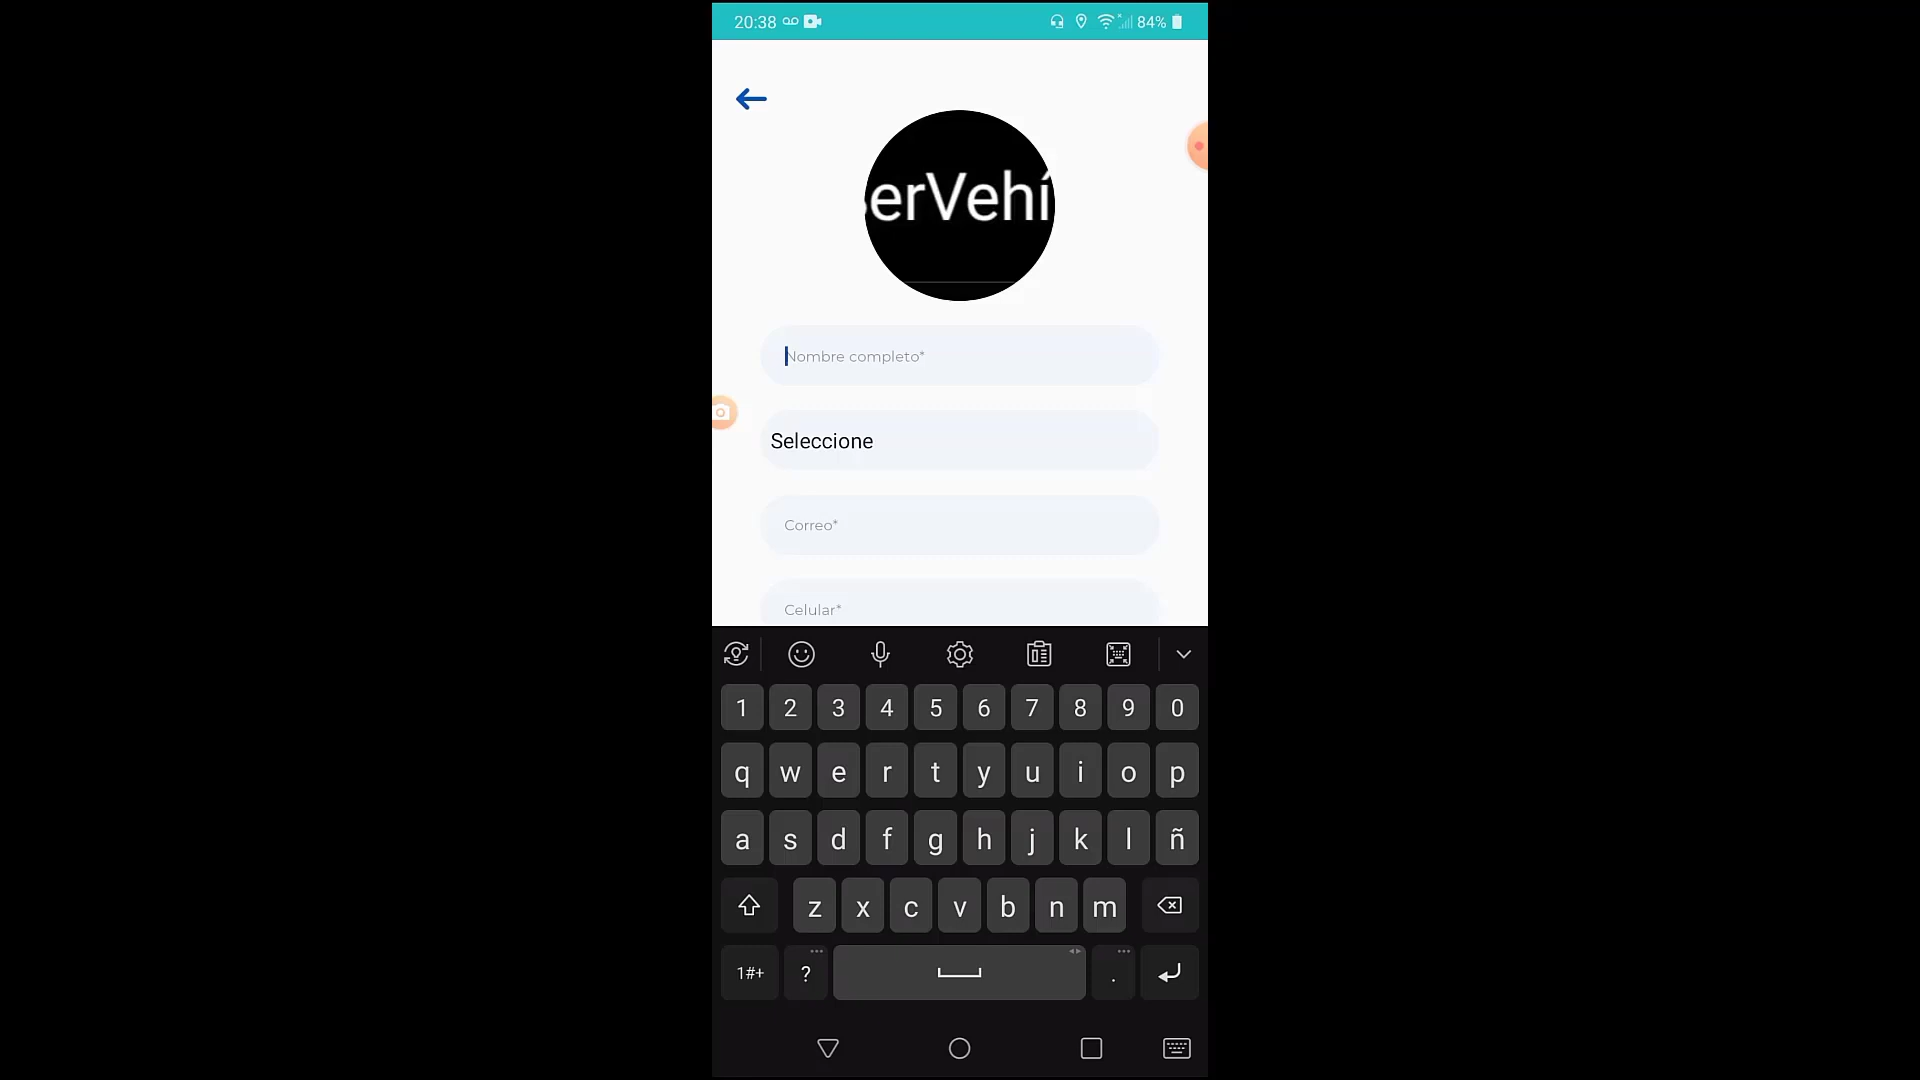 20:38
84%
serVehí
Nombre completo*
Seleccione
Correo*
Celular*
1 2 3 4 5 6 7 8 9 0
q w e r t y u i o p
a s d f g h j k l ñ
z x c v b n m
1#+ ? .